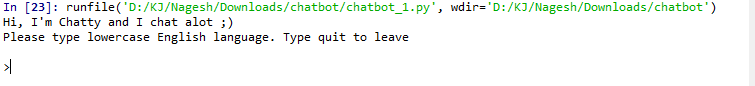 In [23]: runfile('D:/KJ/Nagesh/Downloads/chatbot/chatbot_1.py', wdir='D:/KJ/Nagesh/Downloads/chatbot')
Hi, I'm Chatty and I chat alot ;)
Please type lowercase English language. Type quit to leave
>